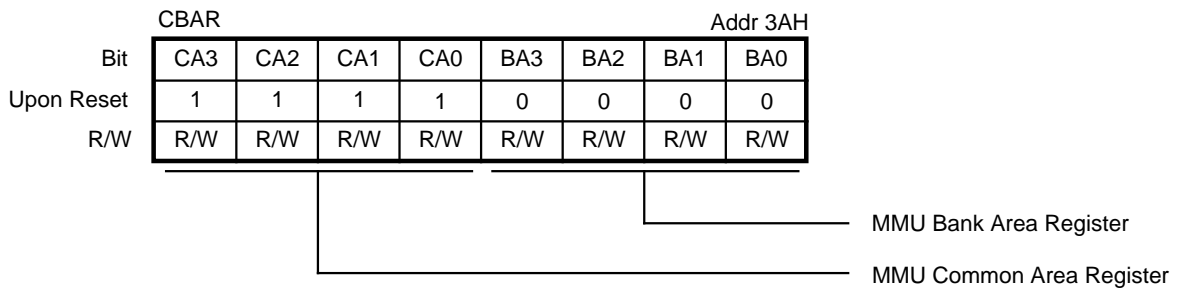 CBAR Addr 3AH
Bit CA3 CA2 CA1 CA0 BA3 BA2 BA1 BA0
Upon Reset 1 1 1 1 0 0 0 0
R/W R/W R/W R/W R/W R/W R/W R/W R/W
MMU Bank Area Register
MMU Common Area Register